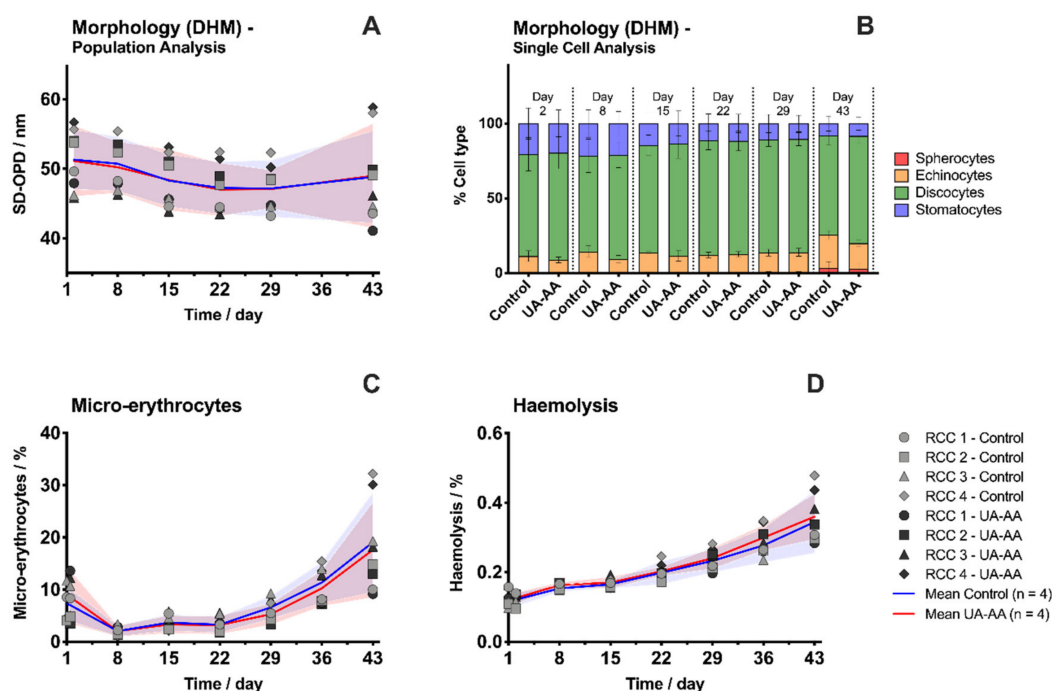 Morphology (DHM) -
Population Analysis
A
SD-OPD / nm
60
50
40
1 8 15 22 29 36 43
Time / day
Morphology (DHM) -
Single Cell Analysis
B
% Cell type
100
50
0
Day 2
Day 8
Day 15
Day 22
Day 29
Day 43
Control UA-AA Control UA-AA Control UA-AA Control UA-AA Control UA-AA Control UA-AA
Spherocytes
Echinocytes
Discocytes
Stomatocytes
C
Micro-erythrocytes
Micro-erythrocytes / %
40
30
20
10
0
1 8 15 22 29 36 43
Time / day
D
Haemolysis
Haemolysis / %
0.6
0.4
0.2
0.0
1 8 15 22 29 36 43
Time / day
RCC 1 - Control
RCC 2 - Control
RCC 3 - Control
RCC 4 - Control
RCC 1 - UA-AA
RCC 2 - UA-AA
RCC 3 - UA-AA
RCC 4 - UA-AA
Mean Control (n = 4)
Mean UA-AA (n = 4)